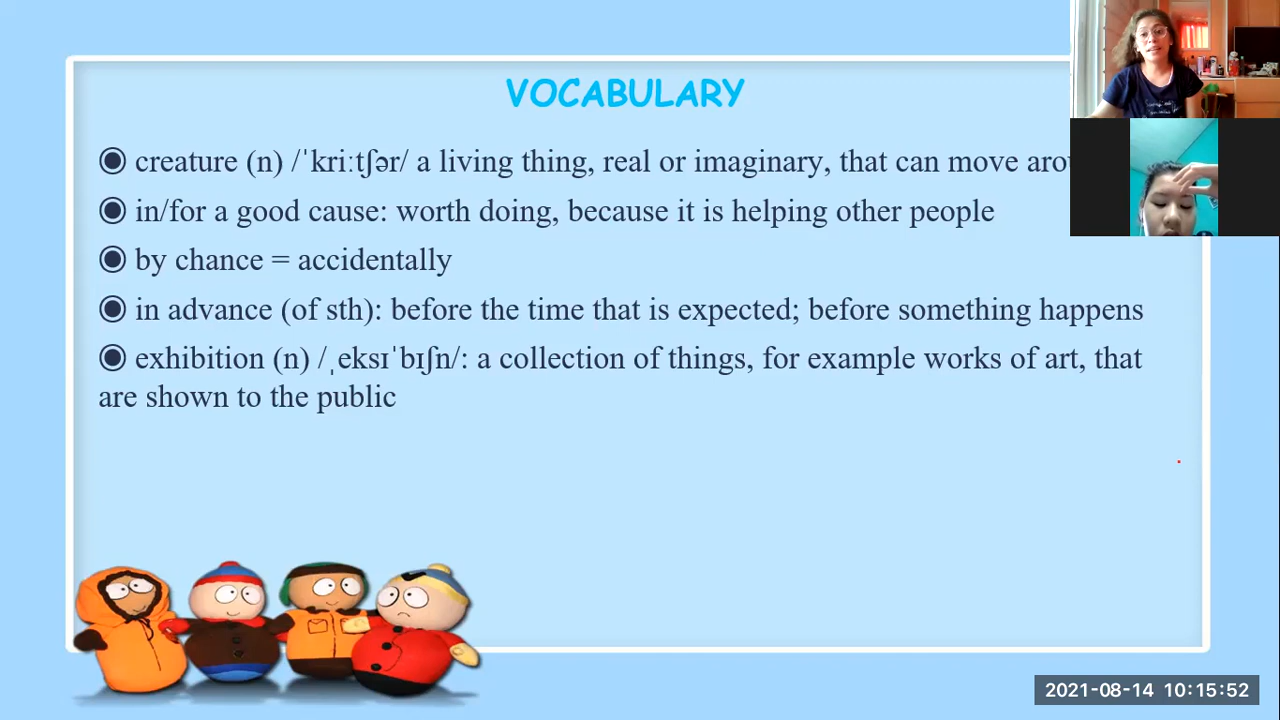 VOCABULARY
◉ creature (n) /ˈkriːtʃər/ a living thing, real or imaginary, that can move
◉ in/for a good cause: worth doing, because it is helping other people
◉ by chance = accidentally
◉ in advance (of sth): before the time that is expected; before something happens
◉ exhibition (n) /ˌeksɪˈbɪʃn/: a collection of things, for example works of art, that
are shown to the public
2021-08-14 10:15:52